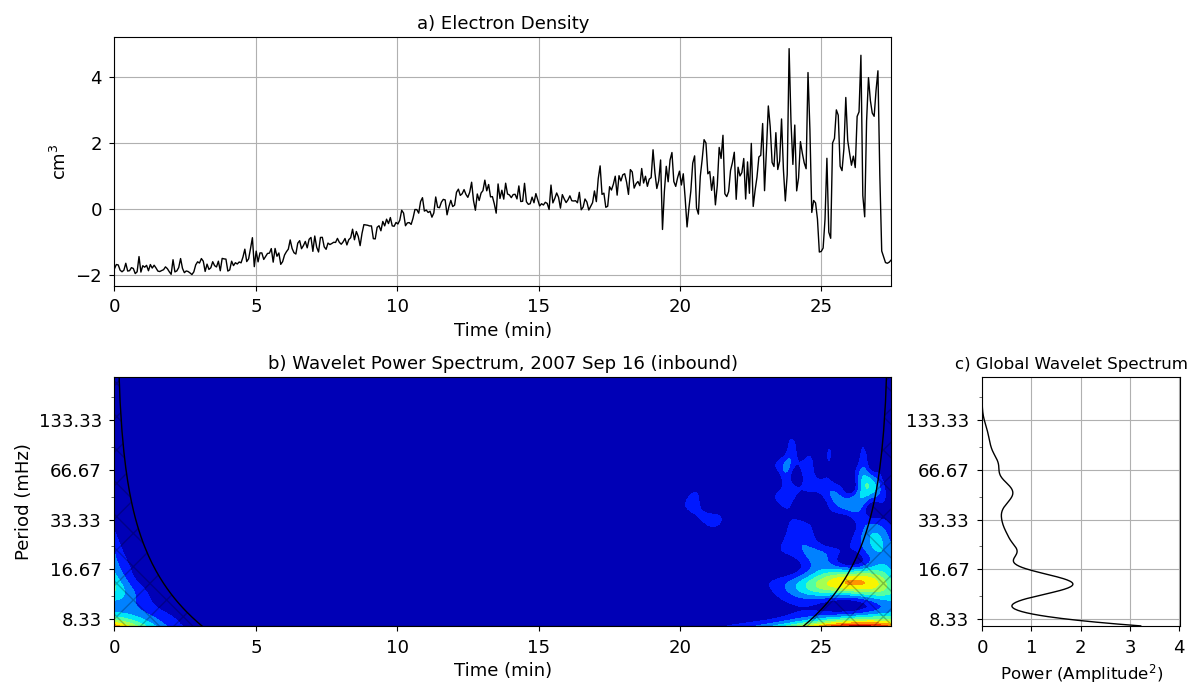 a) Electron Density
cm³
4
2
0
−2
0 5 10 15 20 25
Time (min)
b) Wavelet Power Spectrum, 2007 Sep 16 (inbound)
Period (mHz)
133.33
66.67
33.33
16.67
8.33
0 5 10 15 20 25
Time (min)
c) Global Wavelet Spectrum
133.33
66.67
33.33
16.67
8.33
0 1 2 3 4
Power (Amplitude²)